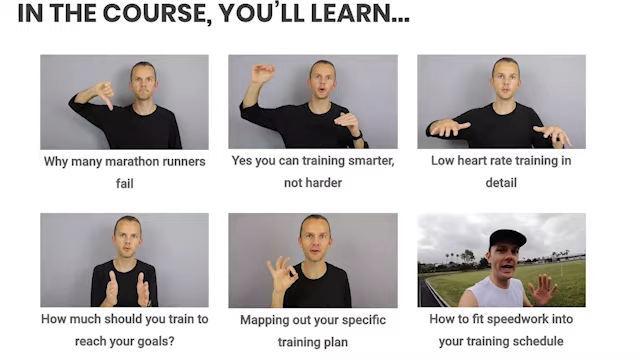 IN THE COURSE, YOU'LL LEARN...
Why many marathon runners
fail
Yes you can training smarter,
not harder
Low heart rate training in
detail
How much should you train to
reach your goals?
Mapping out your specific
training plan
How to fit speedwork into
your training schedule